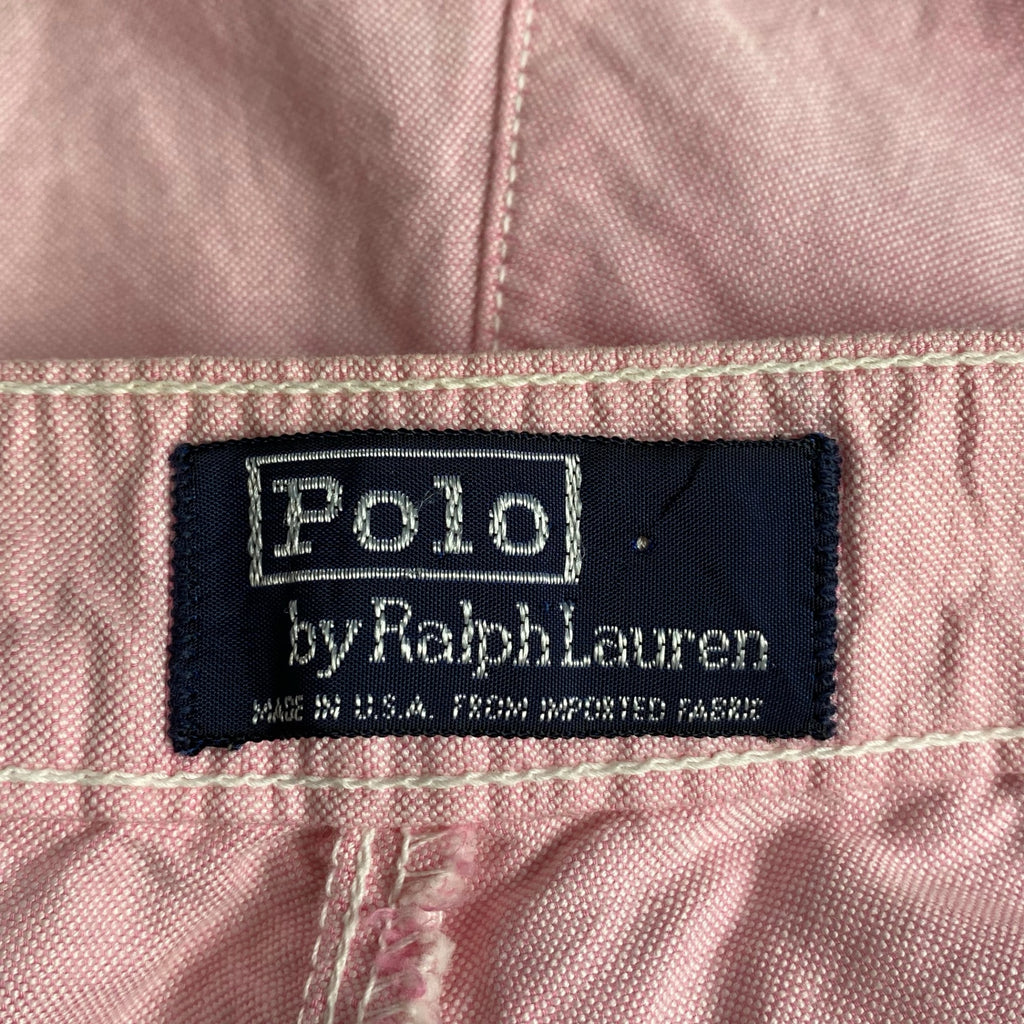 Polo
by Ralph Lauren
MADE IN U.S.A. FROM IMPORTED FABRIC